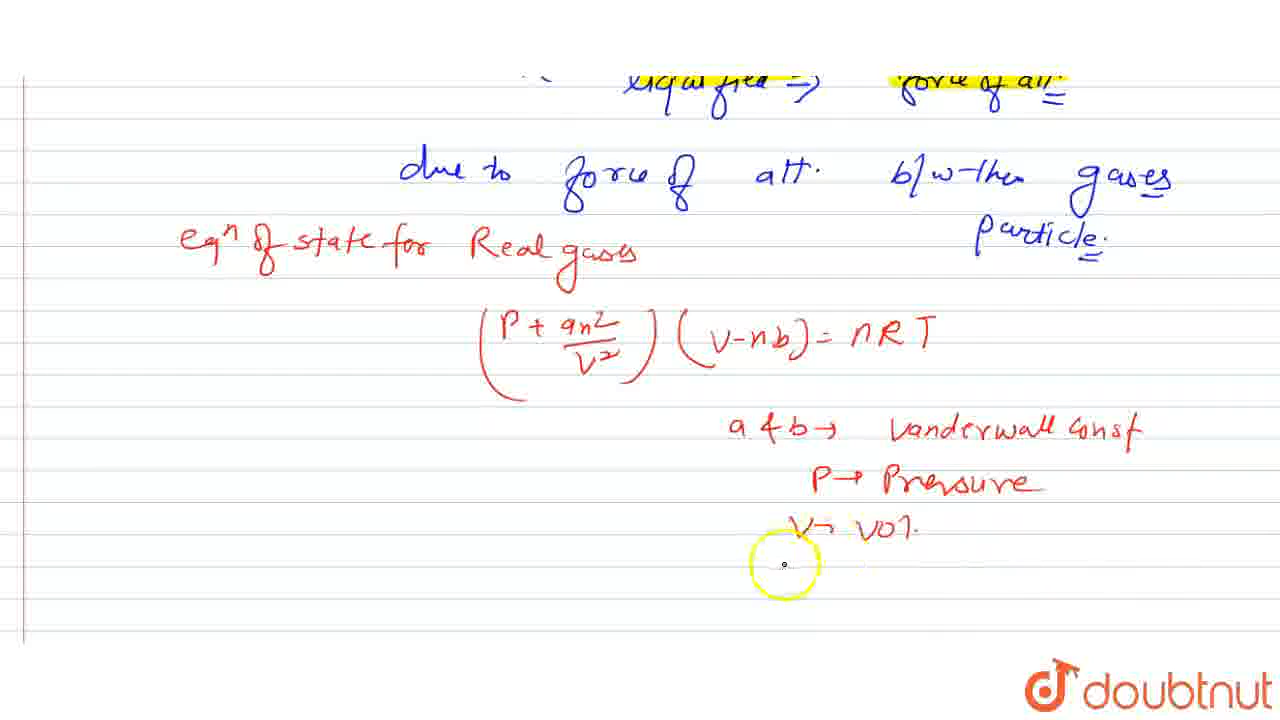 liquified ⇒ force of att.
due to force of att. b/w then gases
particle.
eqⁿ of state for Real gases
(P + an²/V²) (V-nb) = nRT
a & b → Vanderwall const
P → Pressure
V → Vol.
doubtnut